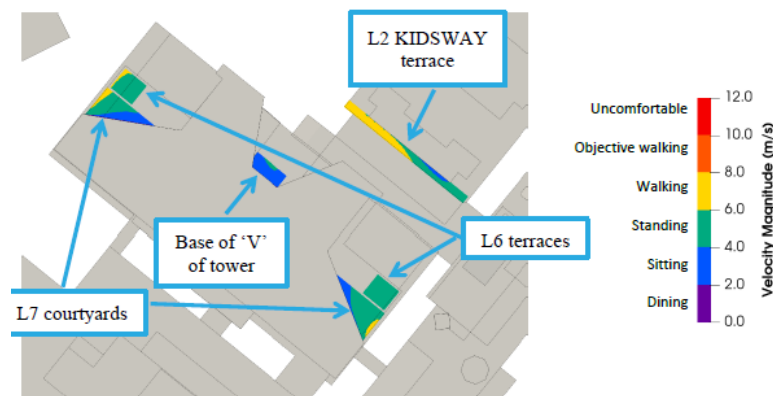 L2 KIDSWAY
terrace
Base of ‘V’
of tower
L6 terraces
L7 courtyards
Uncomfortable
Objective walking
Walking
Standing
Sitting
Dining
12.0
10.0
8.0
6.0
4.0
2.0
0.0
Velocity Magnitude (m/s)